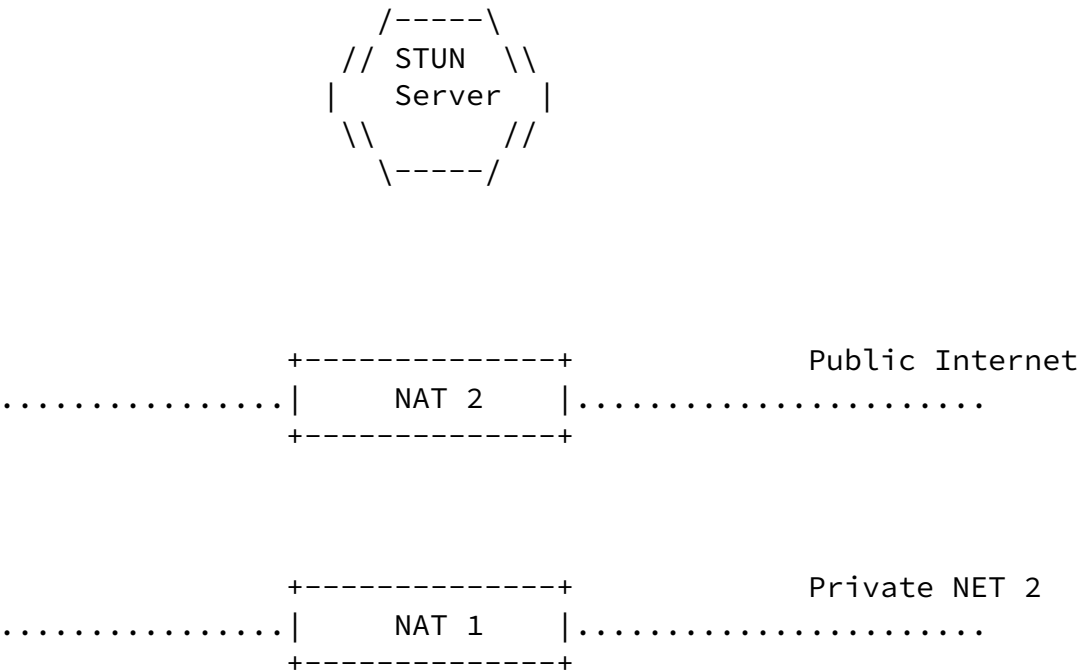 /-----\
// STUN \\
| Server |
\\ //
\-----/
+--------------+ Public Internet
................| NAT 2 |.......................
+--------------+
+--------------+ Private NET 2
................| NAT 1 |.......................
+--------------+